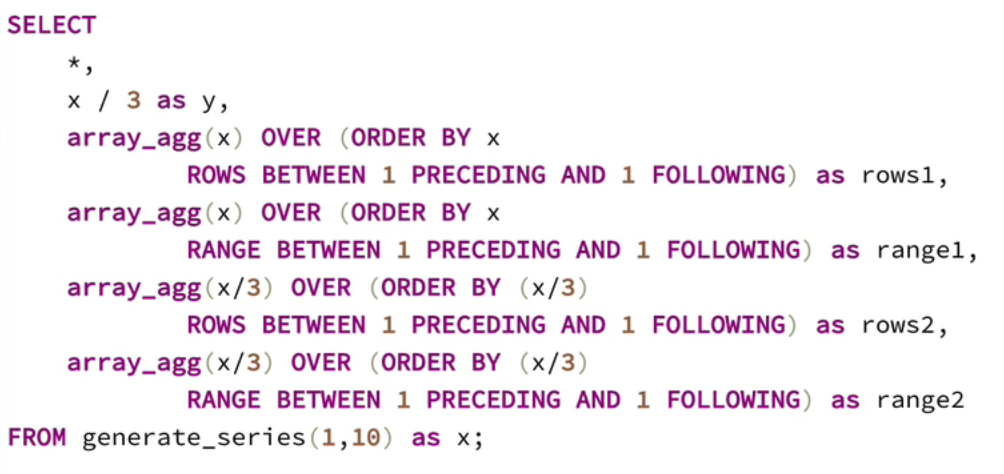 SELECT
*,
x / 3 as y,
array_agg(x) OVER (ORDER BY x
ROWS BETWEEN 1 PRECEDING AND 1 FOLLOWING) as rows1,
array_agg(x) OVER (ORDER BY x
RANGE BETWEEN 1 PRECEDING AND 1 FOLLOWING) as range1,
array_agg(x/3) OVER (ORDER BY (x/3)
ROWS BETWEEN 1 PRECEDING AND 1 FOLLOWING) as rows2,
array_agg(x/3) OVER (ORDER BY (x/3)
RANGE BETWEEN 1 PRECEDING AND 1 FOLLOWING) as range2
FROM generate_series(1,10) as x;